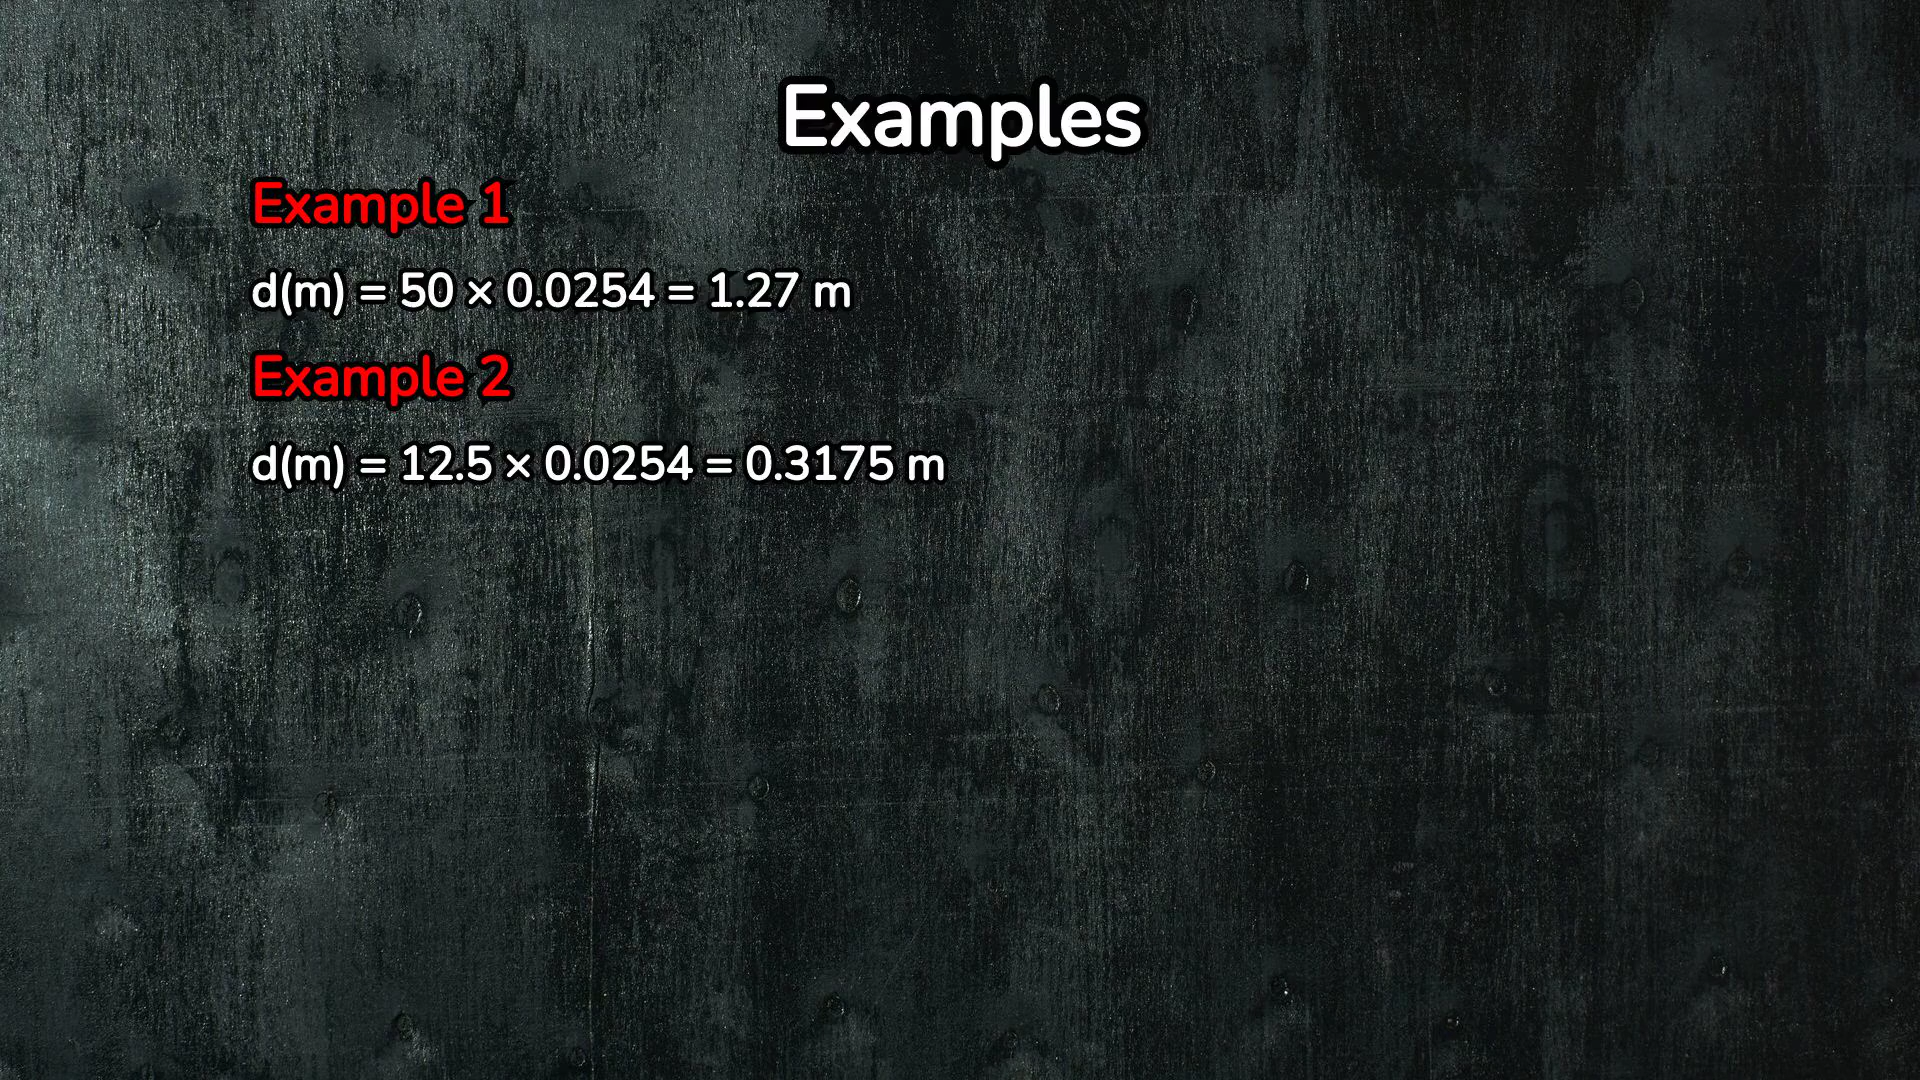 Examples
Example 1
d(m) = 50 × 0.0254 = 1.27 m
Example 2
d(m) = 12.5 × 0.0254 = 0.3175 m